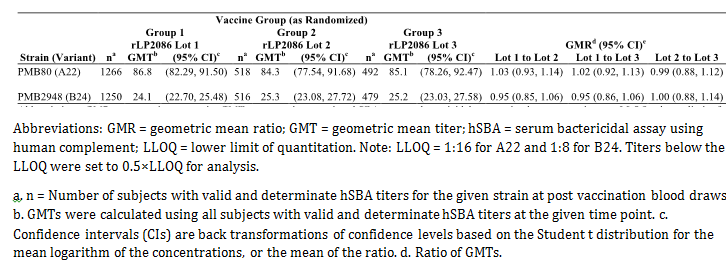 Vaccine Group (as Randomized)
Group 1 Group 2 Group 3
rLP2086 Lot 1 rLP2086 Lot 2 rLP2086 Lot 3 GMRd (95% CI)c
Strain (Variant) na GMTb (95% CI)c na GMTb (95% CI)c na GMTb (95% CI)c Lot 1 to Lot 2 Lot 1 to Lot 3 Lot 2 to Lot 3
PMB80 (A22) 1266 86.8 (82.29, 91.50) 518 84.3 (77.54, 91.68) 492 85.1 (78.26, 92.47) 1.03 (0.93, 1.14) 1.02 (0.92, 1.13) 0.99 (0.88, 1.12)
PMB2948 (B24) 1250 24.1 (22.70, 25.48) 516 25.3 (23.08, 27.72) 479 25.2 (23.03, 27.58) 0.95 (0.85, 1.06) 0.95 (0.86, 1.06) 1.00 (0.88, 1.14)
Abbreviations: GMR = geometric mean ratio; GMT = geometric mean titer; hSBA = serum bactericidal assay using
human complement; LLOQ = lower limit of quantitation. Note: LLOQ = 1:16 for A22 and 1:8 for B24. Titers below the
LLOQ were set to 0.5×LLOQ for analysis.
a, n = Number of subjects with valid and determinate hSBA titers for the given strain at post vaccination blood draws
b. GMTs were calculated using all subjects with valid and determinate hSBA titers at the given time point. c.
Confidence intervals (CIs) are back transformations of confidence levels based on the Student t distribution for the
mean logarithm of the concentrations, or the mean of the ratio. d. Ratio of GMTs.